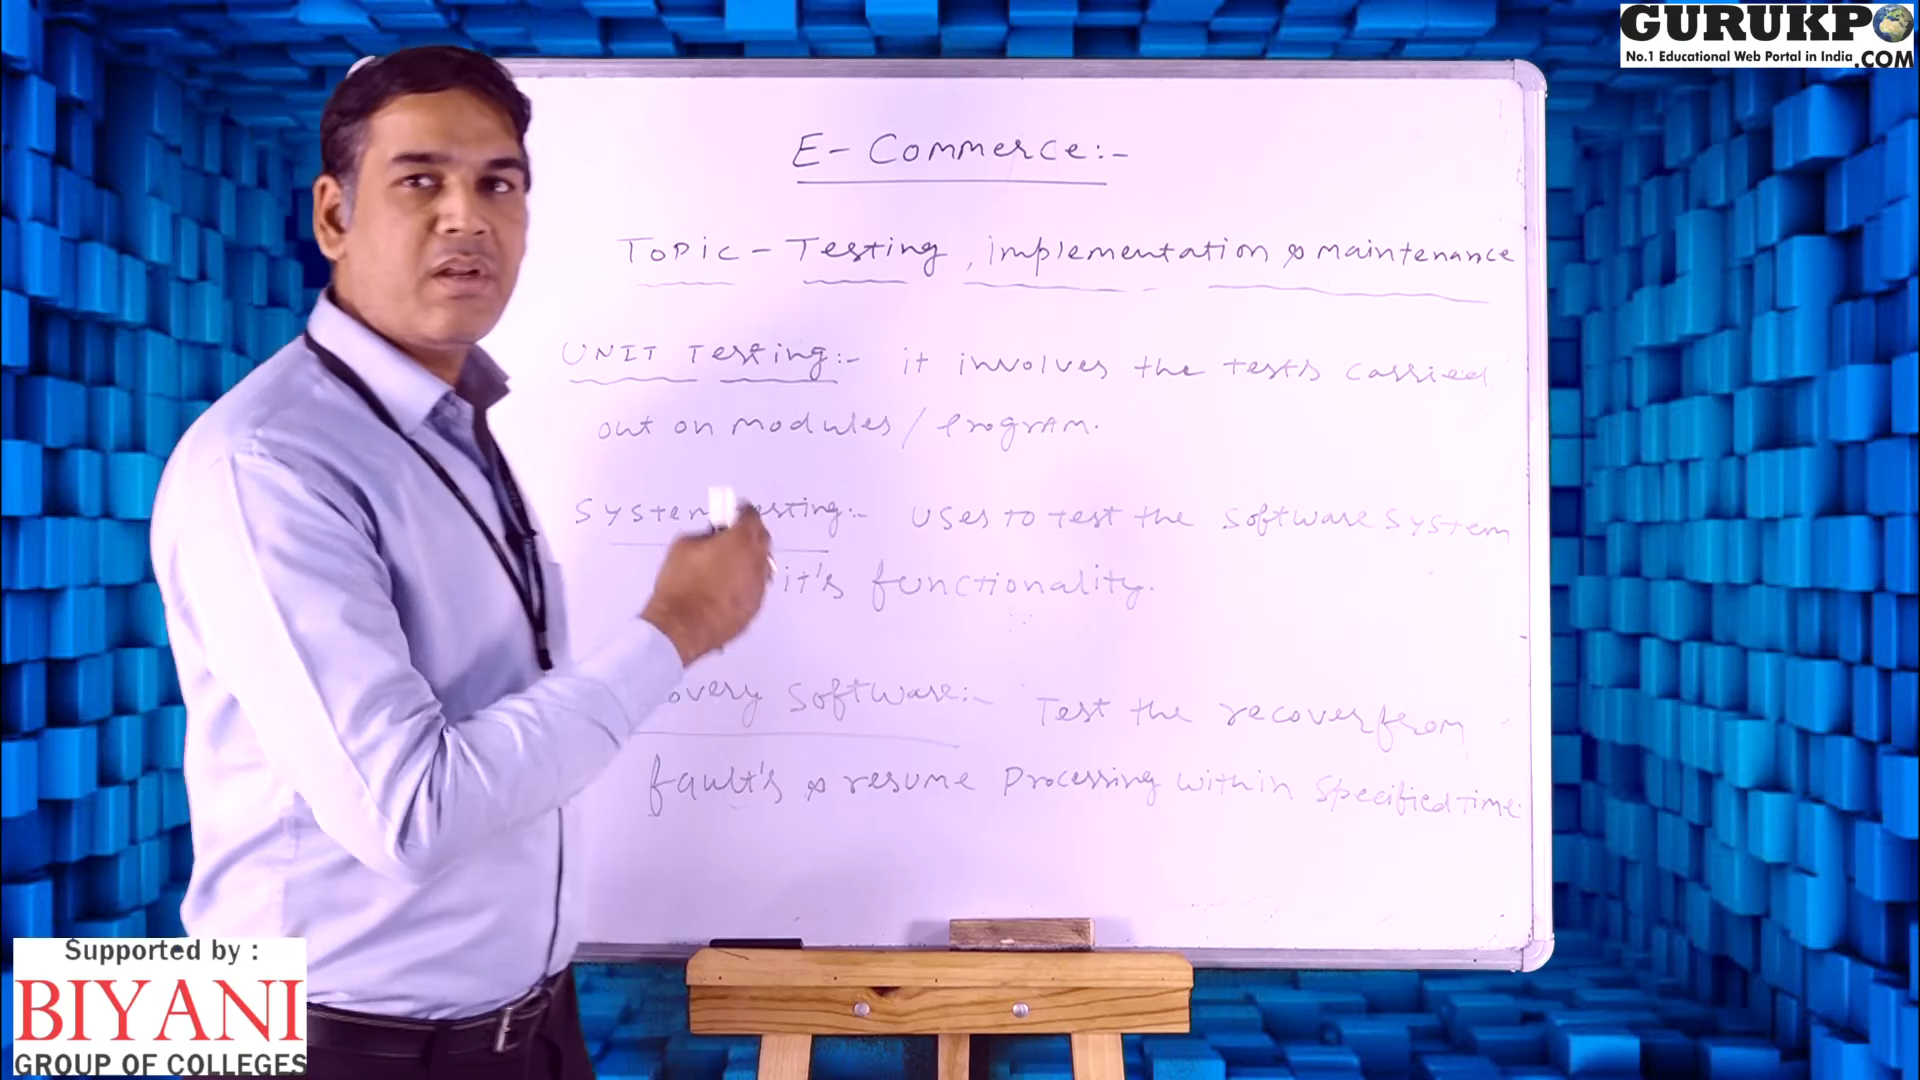 GURUKPO
No.1 Educational Web Portal in India .COM
E- Commerce:-
Topic - Testing, implementation & maintenance
UNIT Testing:- it involves the tests carried
out on modules / program.
System Testing:- uses to test the software system
it's functionality.
overy software:- Test the recover from
fault's & resume processing within specified time.
Supported by :
BIYANI
GROUP OF COLLEGES